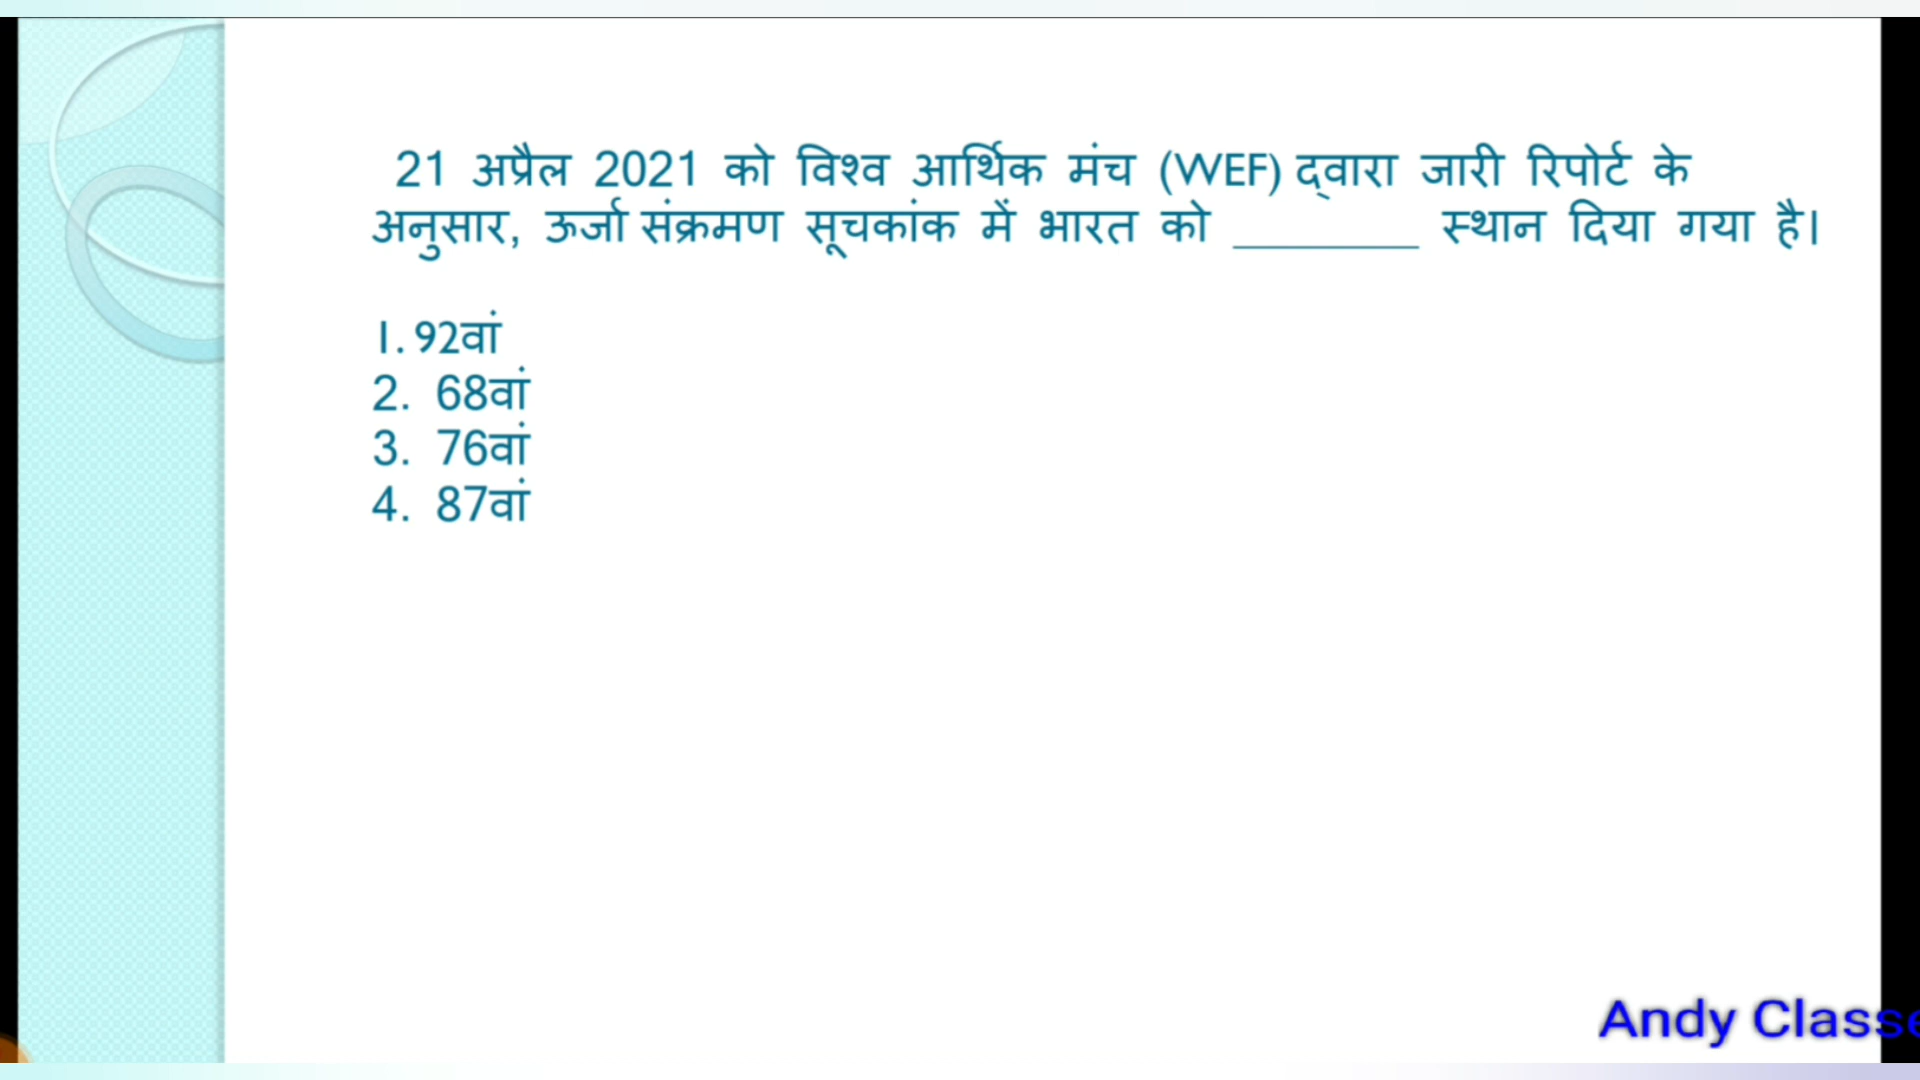 21 अप्रैल 2021 को विश्व आर्थिक मंच (WEF) द्वारा जारी रिपोर्ट के
अनुसार, ऊर्जा संक्रमण सूचकांक में भारत को ________ स्थान दिया गया है।
1. 92वां
2. 68वां
3. 76वां
4. 87वां
Andy Classe